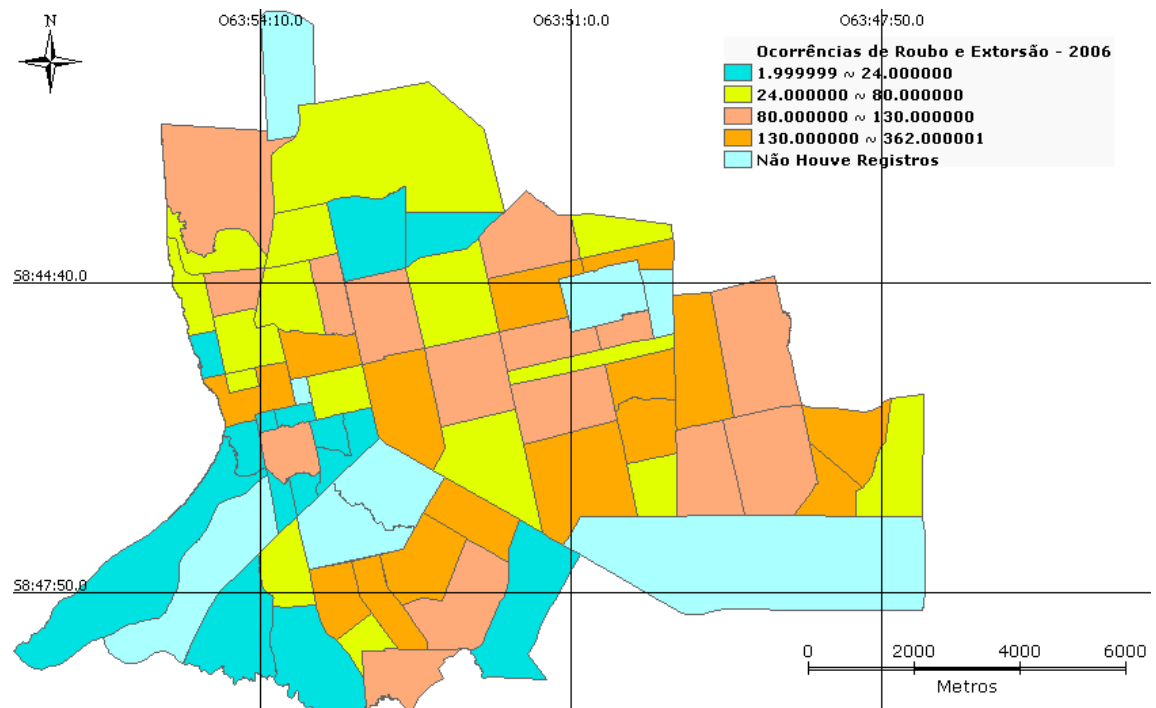 N
O63:54:10.0
O63:51:0.0
O63:47:50.0
Ocorrências de Roubo e Extorsão - 2006
1.999999 ~ 24.000000
24.000000 ~ 80.000000
80.000000 ~ 130.000000
130.000000 ~ 362.000001
Não Houve Registros
S8:44:40.0
S8:47:50.0
0 2000 4000 6000
Metros